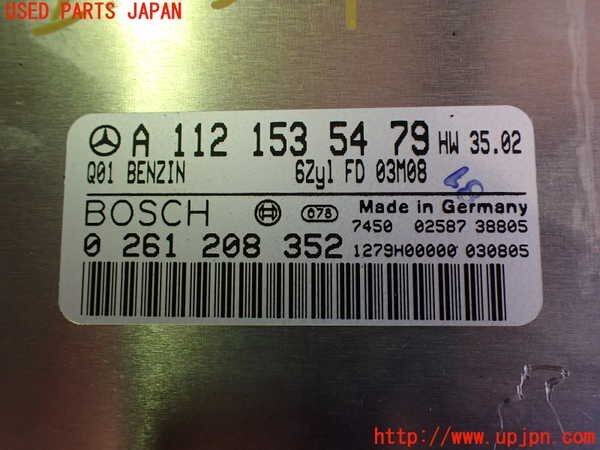 USED PARTS JAPAN
A 112 153 54 79 HW 35.02
Q01 BENZIN 6Zyl FD 03M08
BOSCH 678 Made in Germany
7450 02587 38805
0 261 208 352 1279H00000 030805
http://www.upjpn.com/